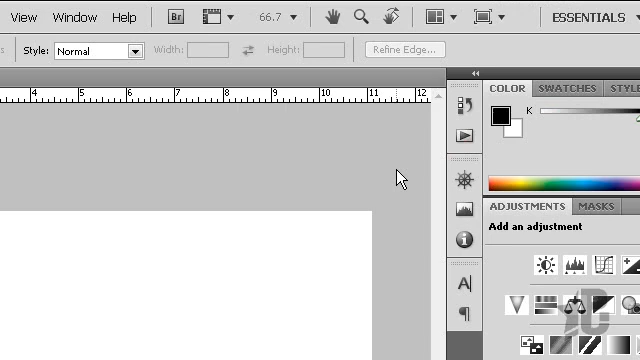 View Window Help Br 66.7 ESSENTIALS
Style: Normal Width: Height: Refine Edge...
4 5 6 7 8 9 10 11 12
COLOR SWATCHES STYLE
K
ADJUSTMENTS MASKS
Add an adjustment
A